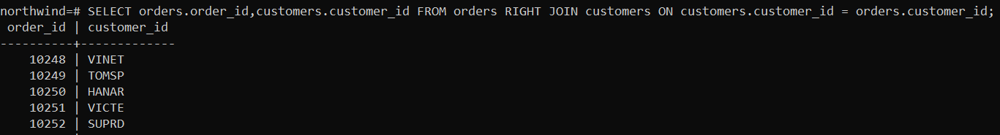 northwind=# SELECT orders.order_id,customers.customer_id FROM orders RIGHT JOIN customers ON customers.customer_id = orders.customer_id;
 order_id | customer_id
----------+-------------
    10248 | VINET
    10249 | TOMSP
    10250 | HANAR
    10251 | VICTE
    10252 | SUPRD